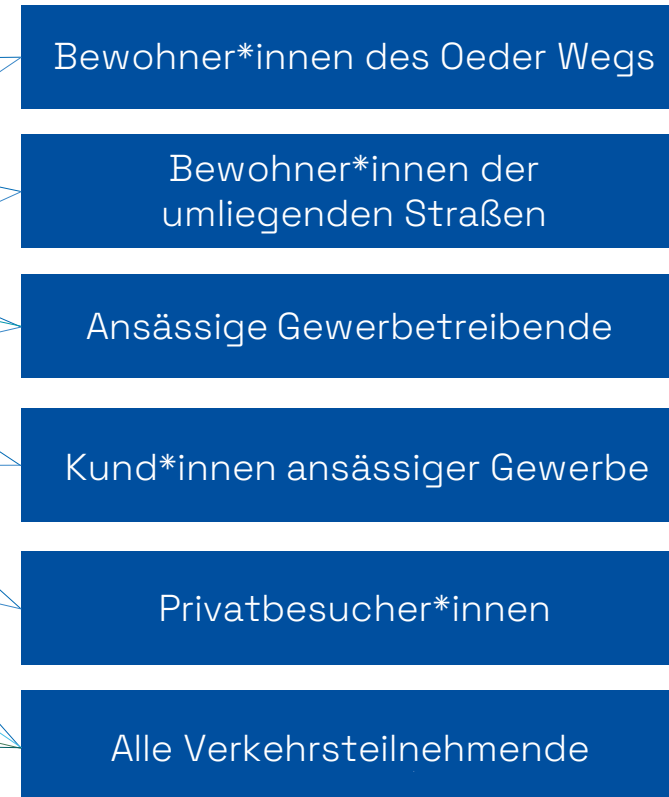 Bewohner*innen des Oeder Wegs
Bewohner*innen der
umliegenden Straßen
Ansässige Gewerbetreibende
Kund*innen ansässiger Gewerbe
Privatbesucher*innen
Alle Verkehrsteilnehmende